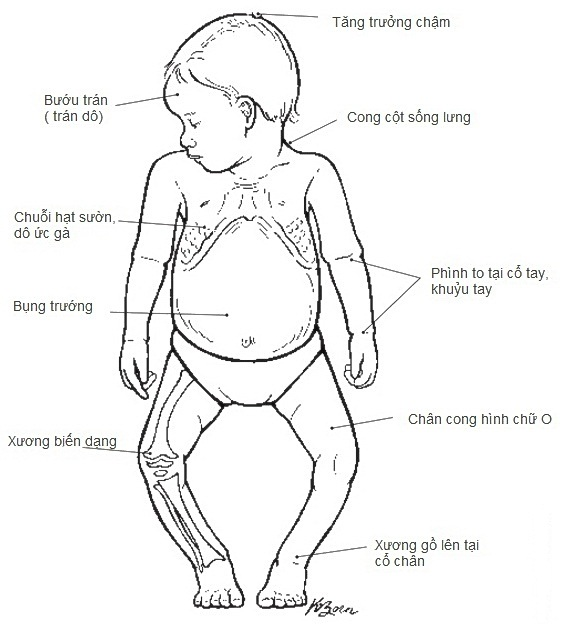 Tăng trưởng chậm
Bướu trán
( trán dô)
Cong cột sống lưng
Chuỗi hạt sườn,
dô ức gà
Phình to tại cổ tay,
khuỷu tay
Bụng trướng
Chân cong hình chữ O
Xương biến dạng
Xương gồ lên tại
cổ chân